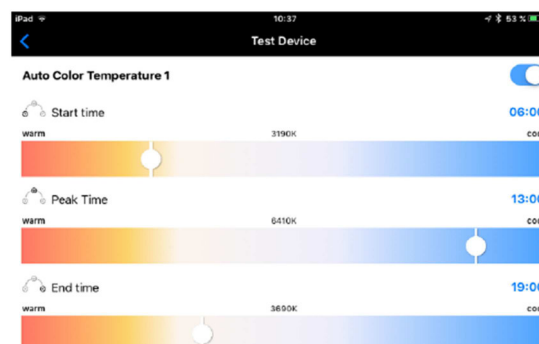 iPad 10:37 53 %
Test Device
Auto Color Temperature 1
Start time 06:00
warm 3190K
Peak Time 13:00
warm 6410K
End time 19:00
warm 3690K